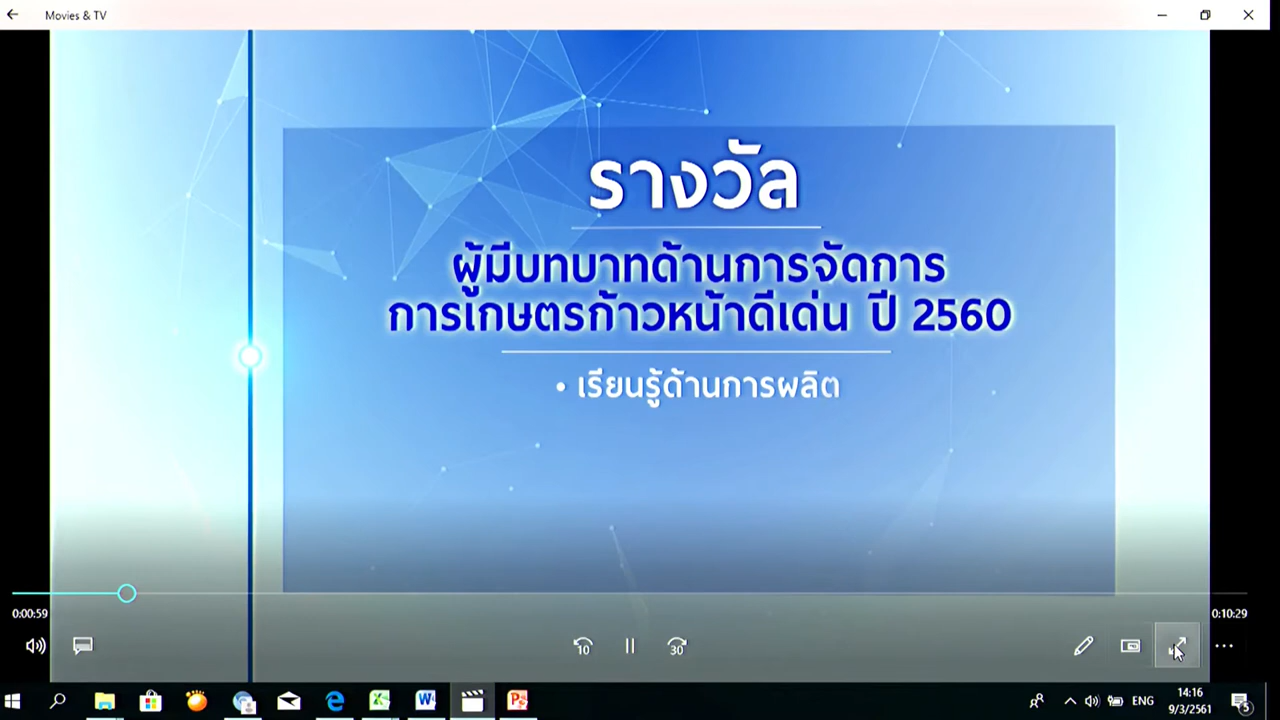 Movies & TV
รางวัล
ผู้มีบทบาทด้านการจัดการ
การเกษตรก้าวหน้าดีเด่น ปี 2560
• เรียนรู้ด้านการผลิต
0:00:59
0:10:29
10
30
ENG
14:16
9/3/2561
5